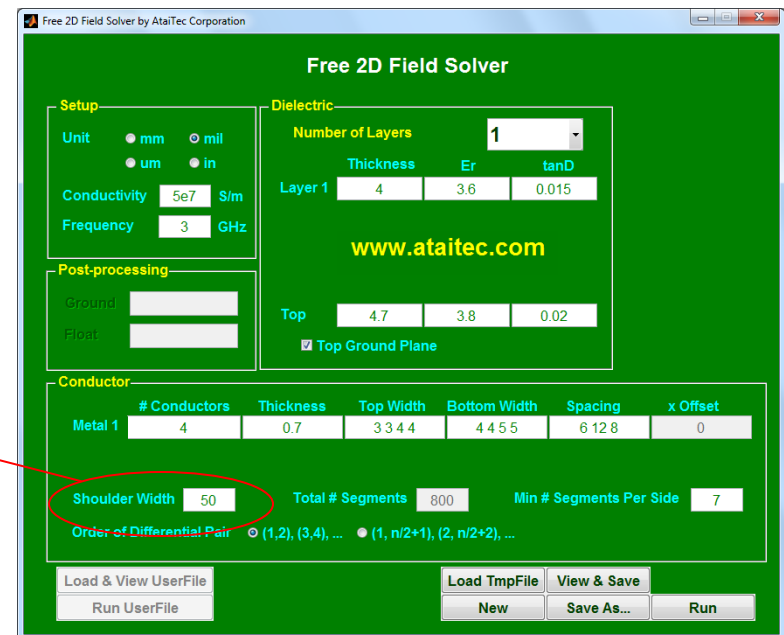 Free 2D Field Solver by AtaiTec Corporation
Free 2D Field Solver
Setup
Unit mm mil
um in
Conductivity 5e7 S/m
Frequency 3 GHz
Dielectric
Number of Layers 1
Thickness Er tanD
Layer 1 4 3.6 0.015
www.ataitec.com
Top 4.7 3.8 0.02
Top Ground Plane
Post-processing
Ground
Float
Conductor
# Conductors Thickness Top Width Bottom Width Spacing x Offset
Metal 1 4 0.7 3 3 4 4 4 4 5 5 6 12 8 0
Shoulder Width 50 Total # Segments 800 Min # Segments Per Side 7
Order of Differential Pair (1,2), (3,4), ... (1, n/2+1), (2, n/2+2), ...
Load & View UserFile Load TmpFile View & Save
Run UserFile New Save As... Run